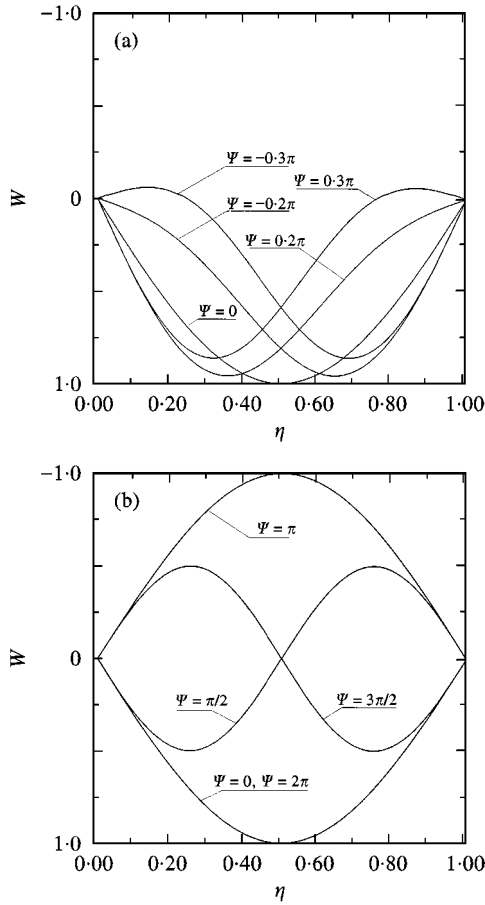 −1·0
(a)
Ψ = −0·3π
Ψ = 0·3π
W
0
Ψ = −0·2π
Ψ = 0·2π
Ψ = 0
1·0
0·00 0·20 0·40 0·60 0·80 1·00
η
−1·0
(b)
Ψ = π
W
0
Ψ = π/2
Ψ = 3π/2
Ψ = 0, Ψ = 2π
1·0
0·00 0·20 0·40 0·60 0·80 1·00
η